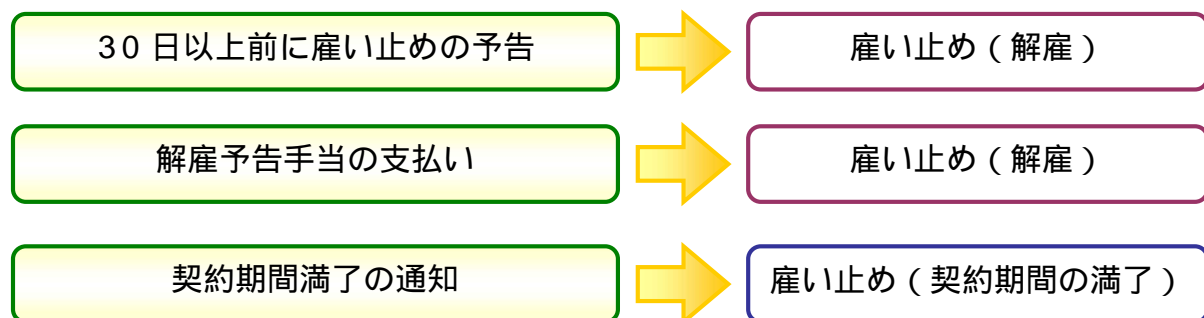 30日以上前に雇い止めの予告
雇い止め(解雇)
解雇予告手当の支払い
雇い止め(解雇)
契約期間満了の通知
雇い止め(契約期間の満了)